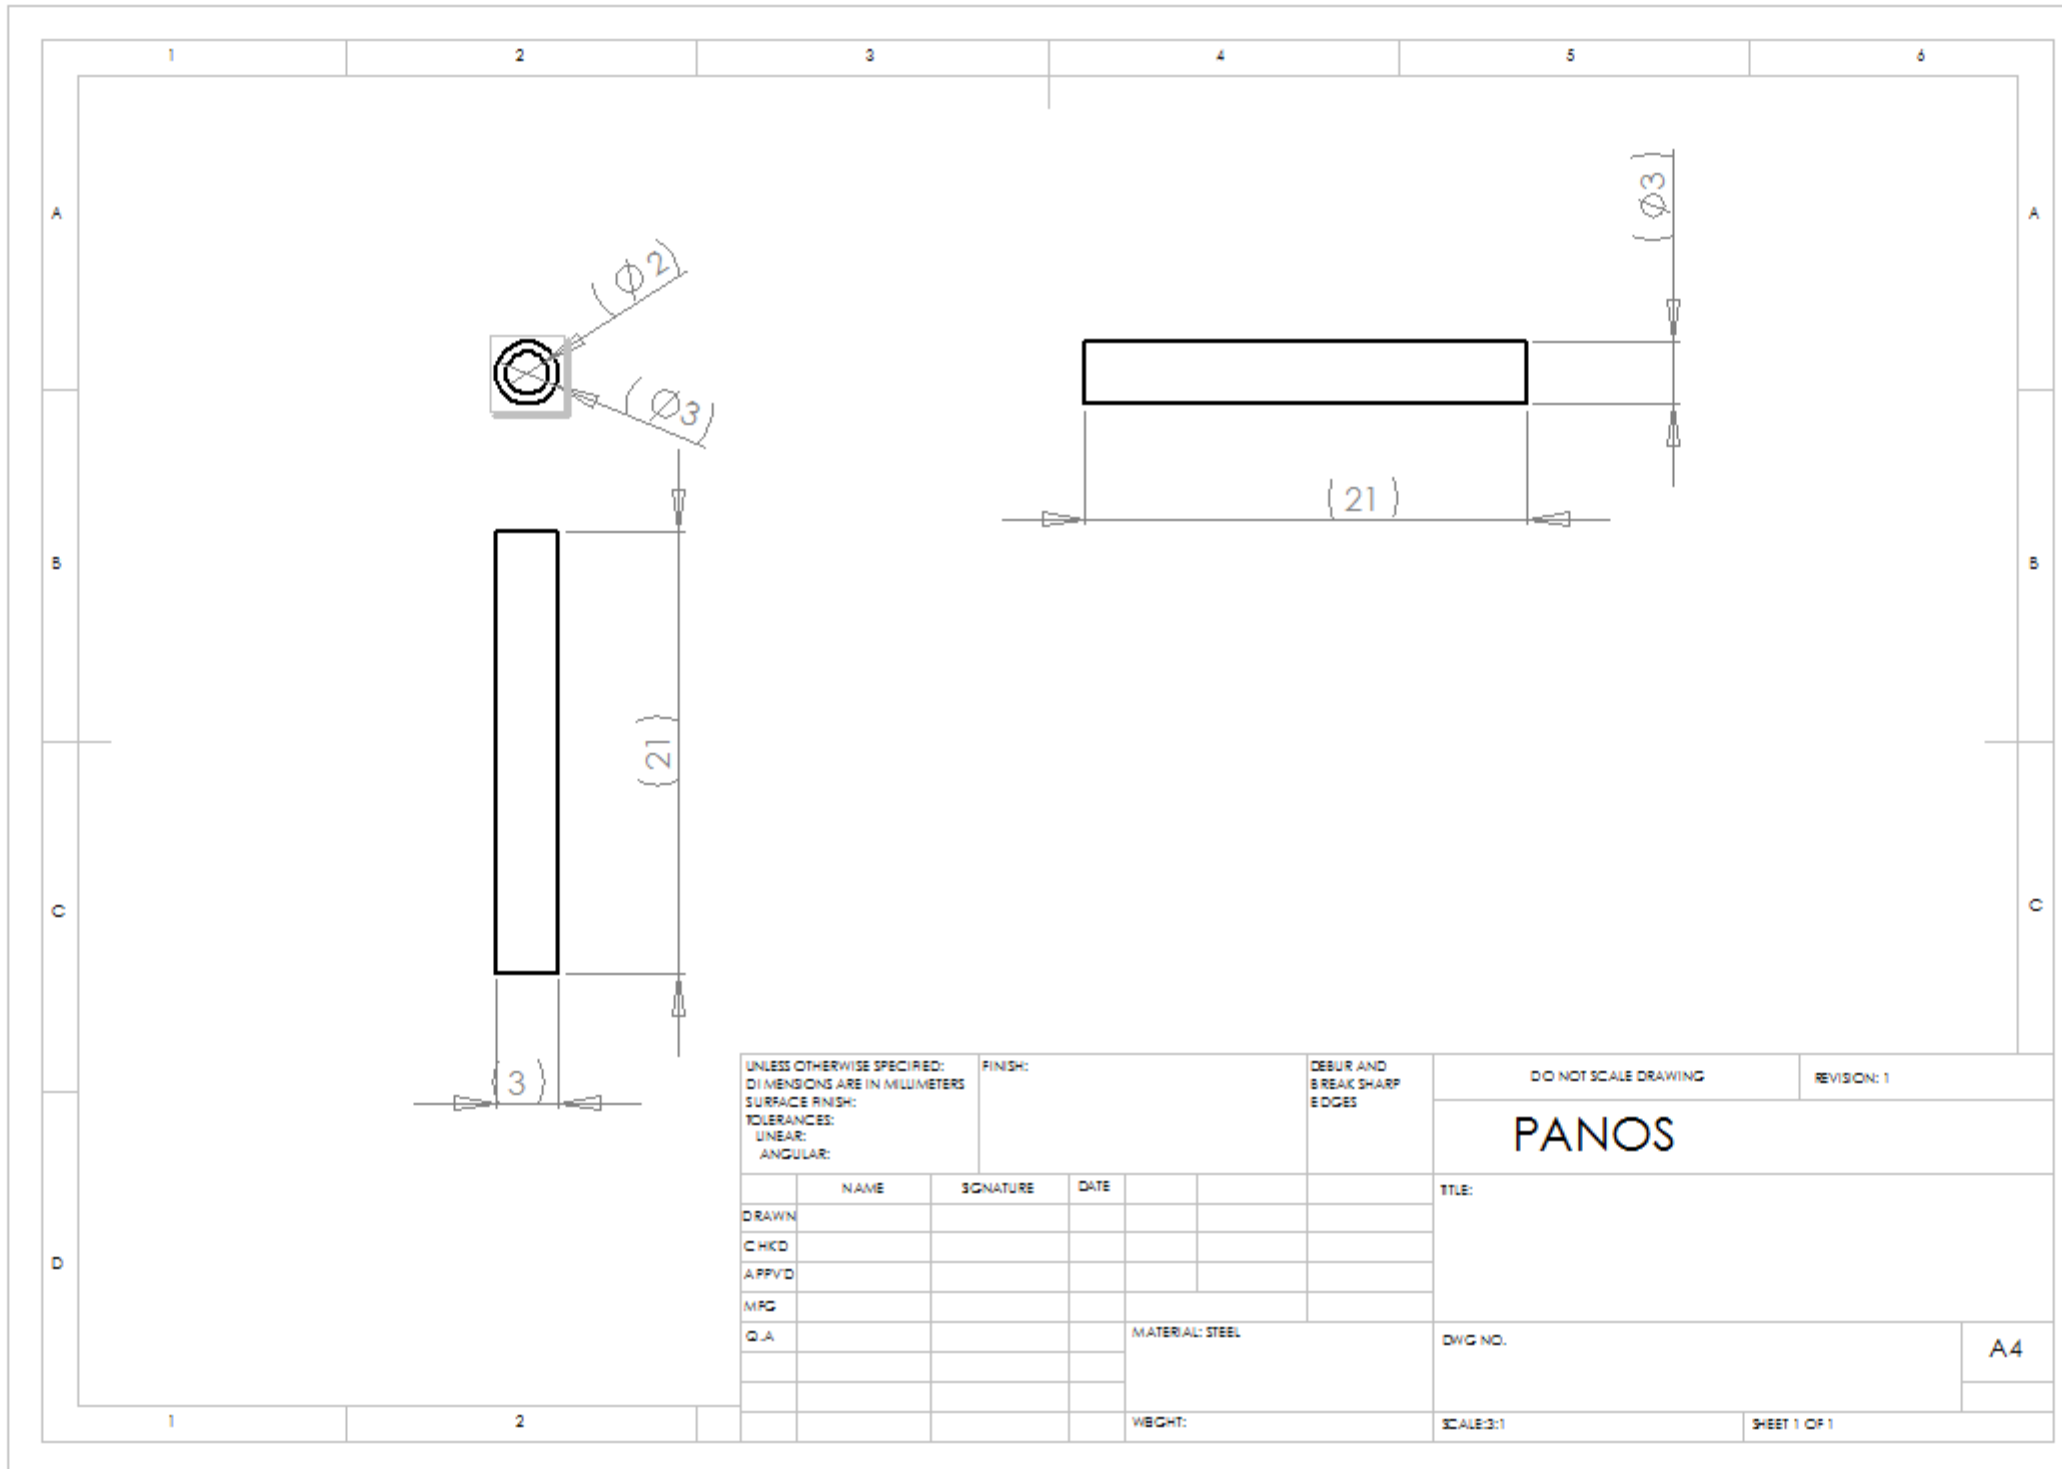 1 2 3 4 5 6
A A
(Ø3)
(Ø2)
(Ø3)
(21)
B B
(21)
C C
(3)
UNLESS OTHERWISE SPECIFIED:
DIMENSIONS ARE IN MILLIMETERS
SURFACE FINISH:
TOLERANCES:
LINEAR:
ANGULAR:
FINISH:
DEBUR AND
BREAK SHARP
EDGES
DO NOT SCALE DRAWING
REVISION: 1
PANOS
NAME SIGNATURE DATE
TITLE:
DRAWN
CHK'D
APPV'D
MFG
Q.A
D
MATERIAL: STEEL
DWG NO.
A4
WEIGHT:
SCALE:3:1
SHEET 1 OF 1
1 2